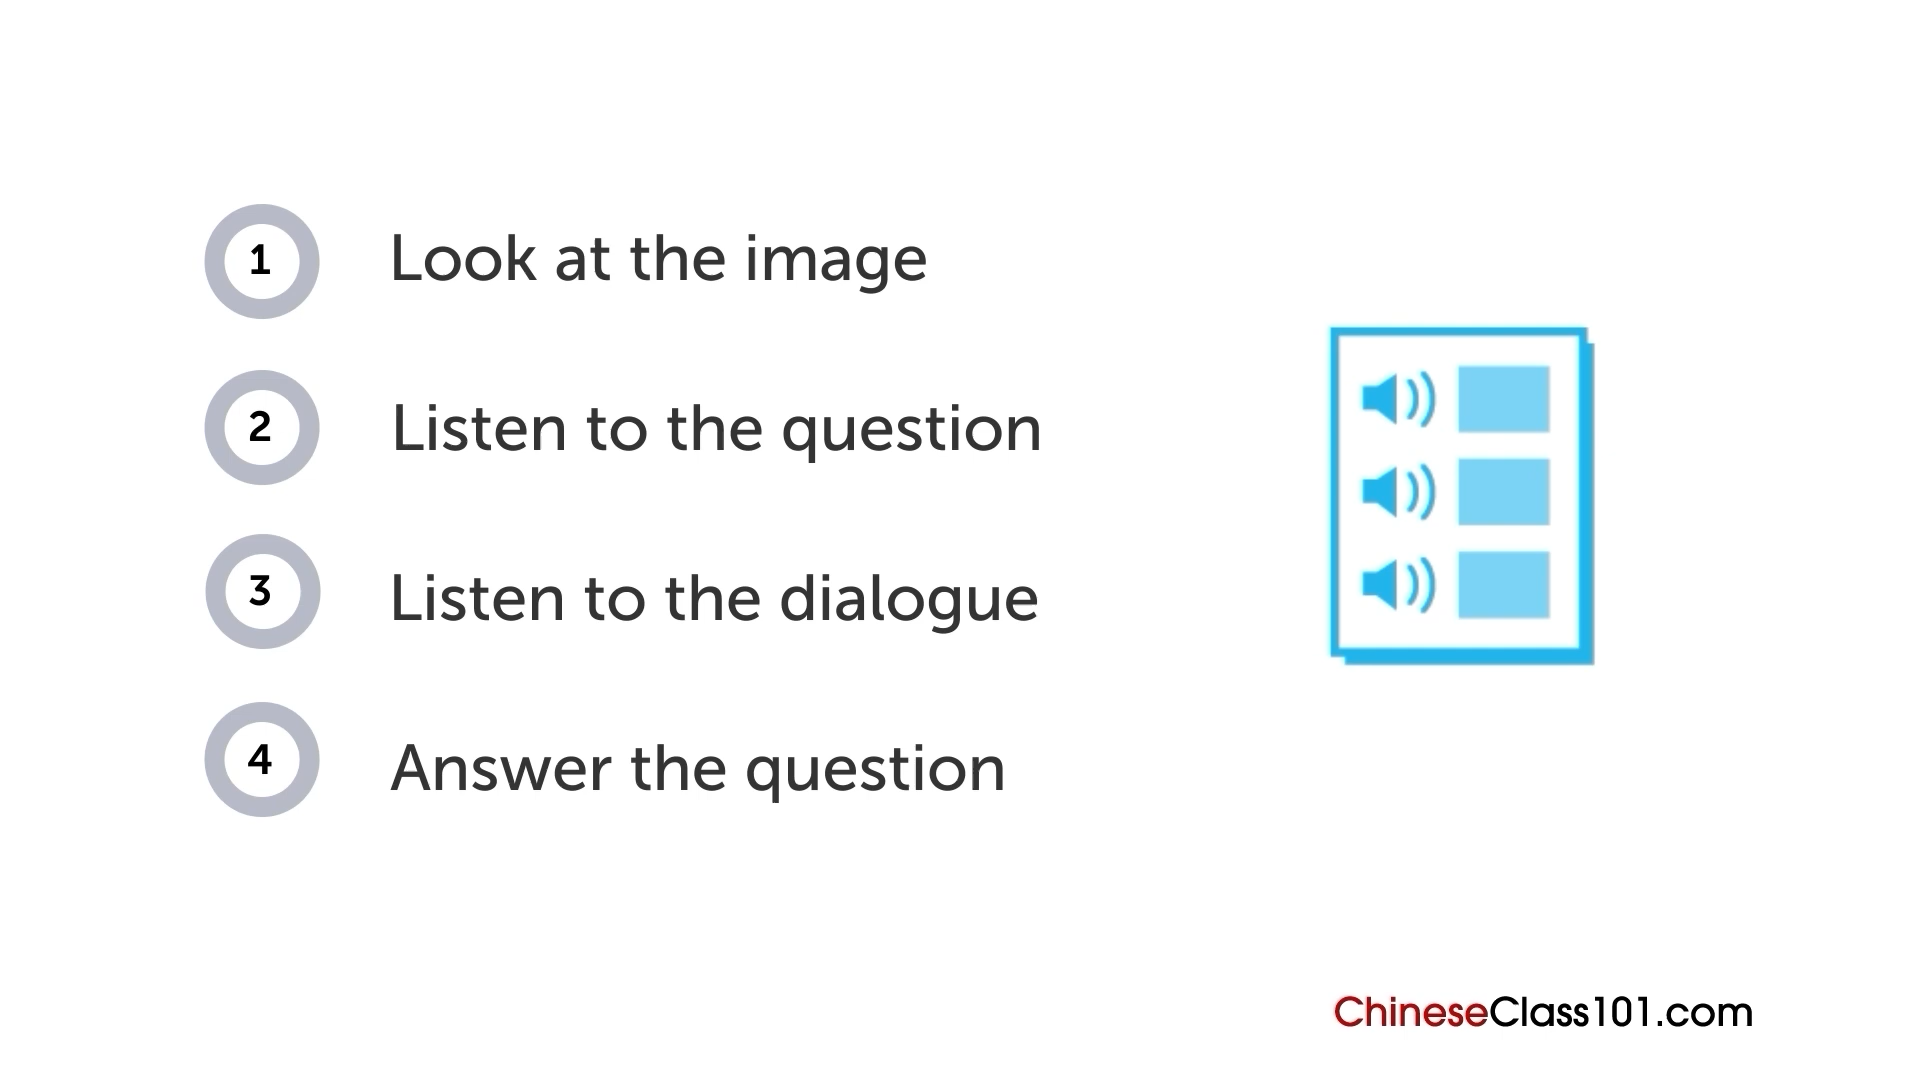 1 Look at the image
2 Listen to the question
3 Listen to the dialogue
4 Answer the question
ChineseClass101.com